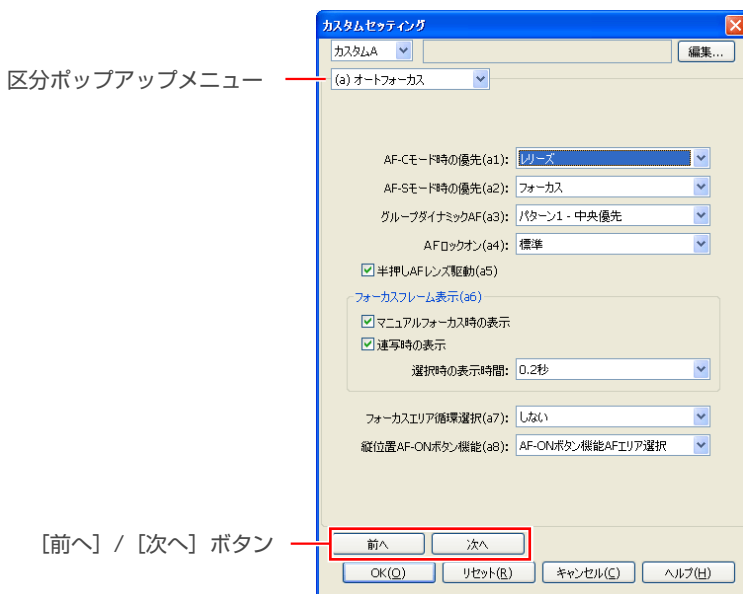 カスタムセッティング
カスタムA
編集...
区分ポップアップメニュー
(a) オートフォーカス
AF-Cモード時の優先(a1): レリーズ
AF-Sモード時の優先(a2): フォーカス
グループダイナミックAF(a3): パターン1 - 中央優先
AFロックオン(a4): 標準
半押しAFレンズ駆動(a5)
フォーカスフレーム表示(a6)
マニュアルフォーカス時の表示
連写時の表示
選択時の表示時間: 0.2秒
フォーカスエリア循環選択(a7): しない
縦位置AF-ONボタン機能(a8): AF-ONボタン機能AFエリア選択
［前へ］/［次へ］ボタン
前へ 次へ
OK(O) リセット(R) キャンセル(C) ヘルプ(H)